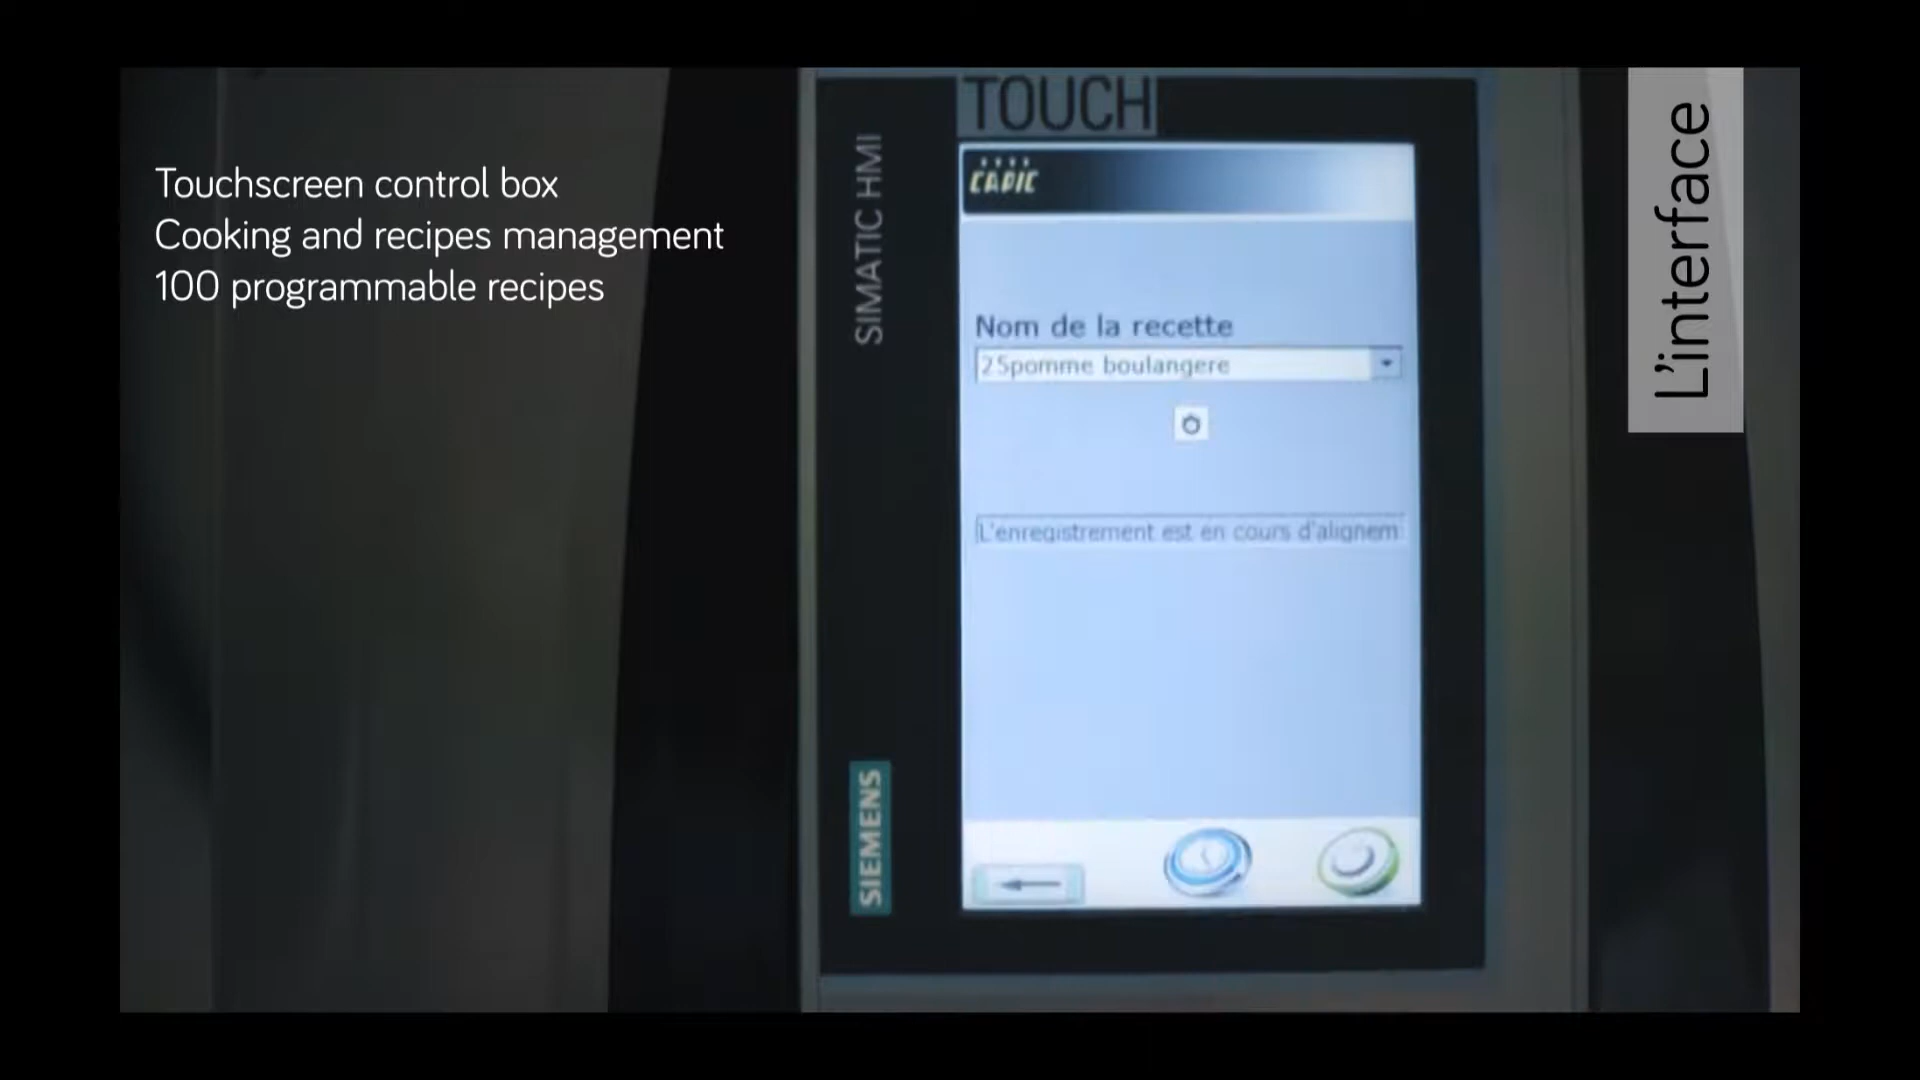 Touchscreen control box
Cooking and recipes management
100 programmable recipes
TOUCH
SIMATIC HMI
SIEMENS
CAPIC
Nom de la recette
25pomme boulangere
L'enregistrement est en cours d'alignem
L'interface